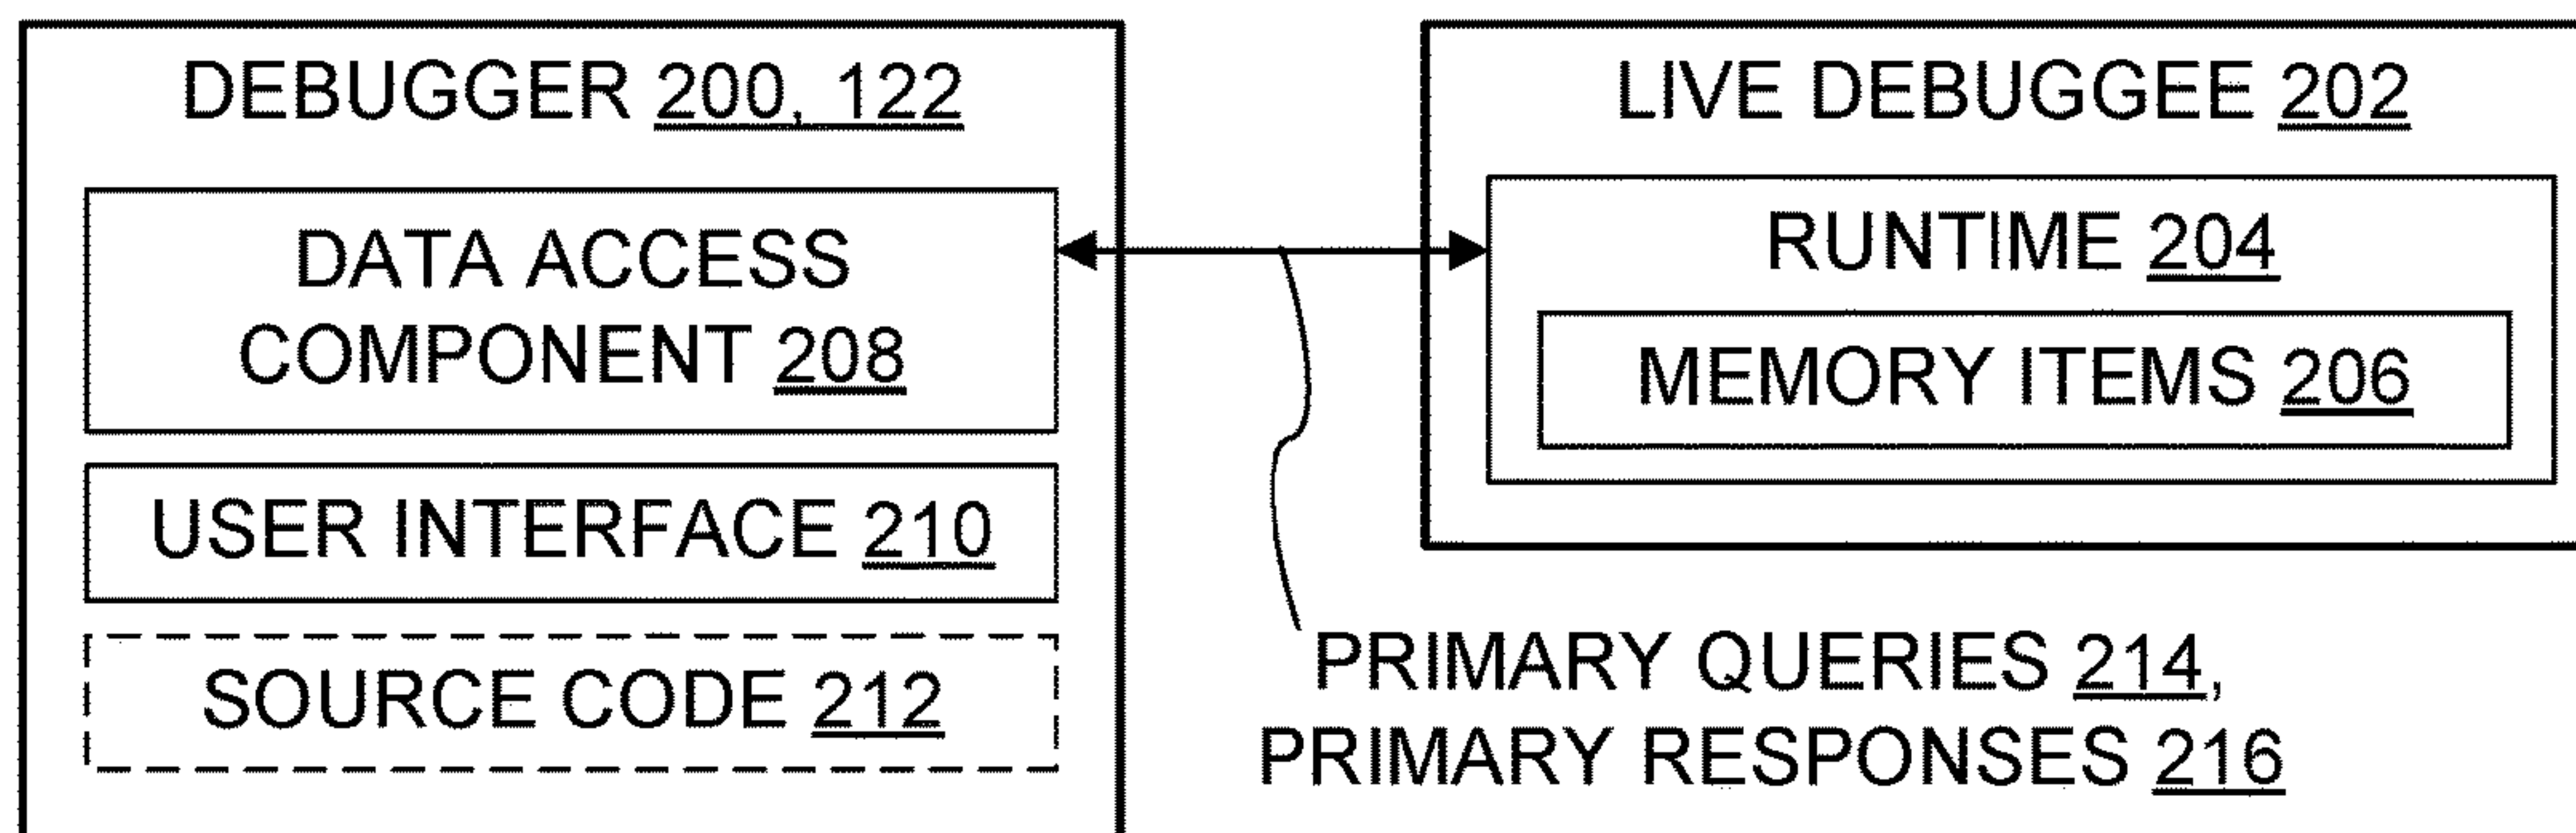 DEBUGGER 200, 122
DATA ACCESS
COMPONENT 208
USER INTERFACE 210
SOURCE CODE 212
LIVE DEBUGGEE 202
RUNTIME 204
MEMORY ITEMS 206
PRIMARY QUERIES 214,
PRIMARY RESPONSES 216